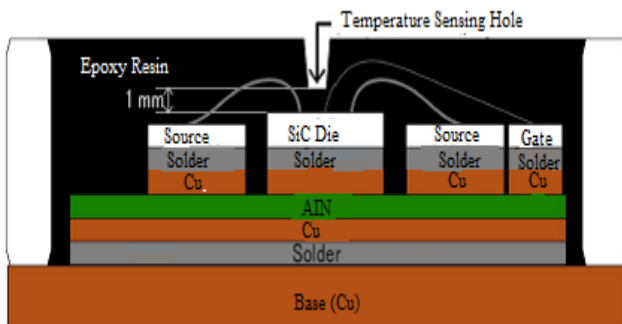 Temperature Sensing Hole
Epoxy Resin
1 mm
Source
SiC Die
Source
Gate
Solder
Solder
Solder
Solder
Cu
Cu
Cu
AIN
Cu
Solder
Base (Cu)